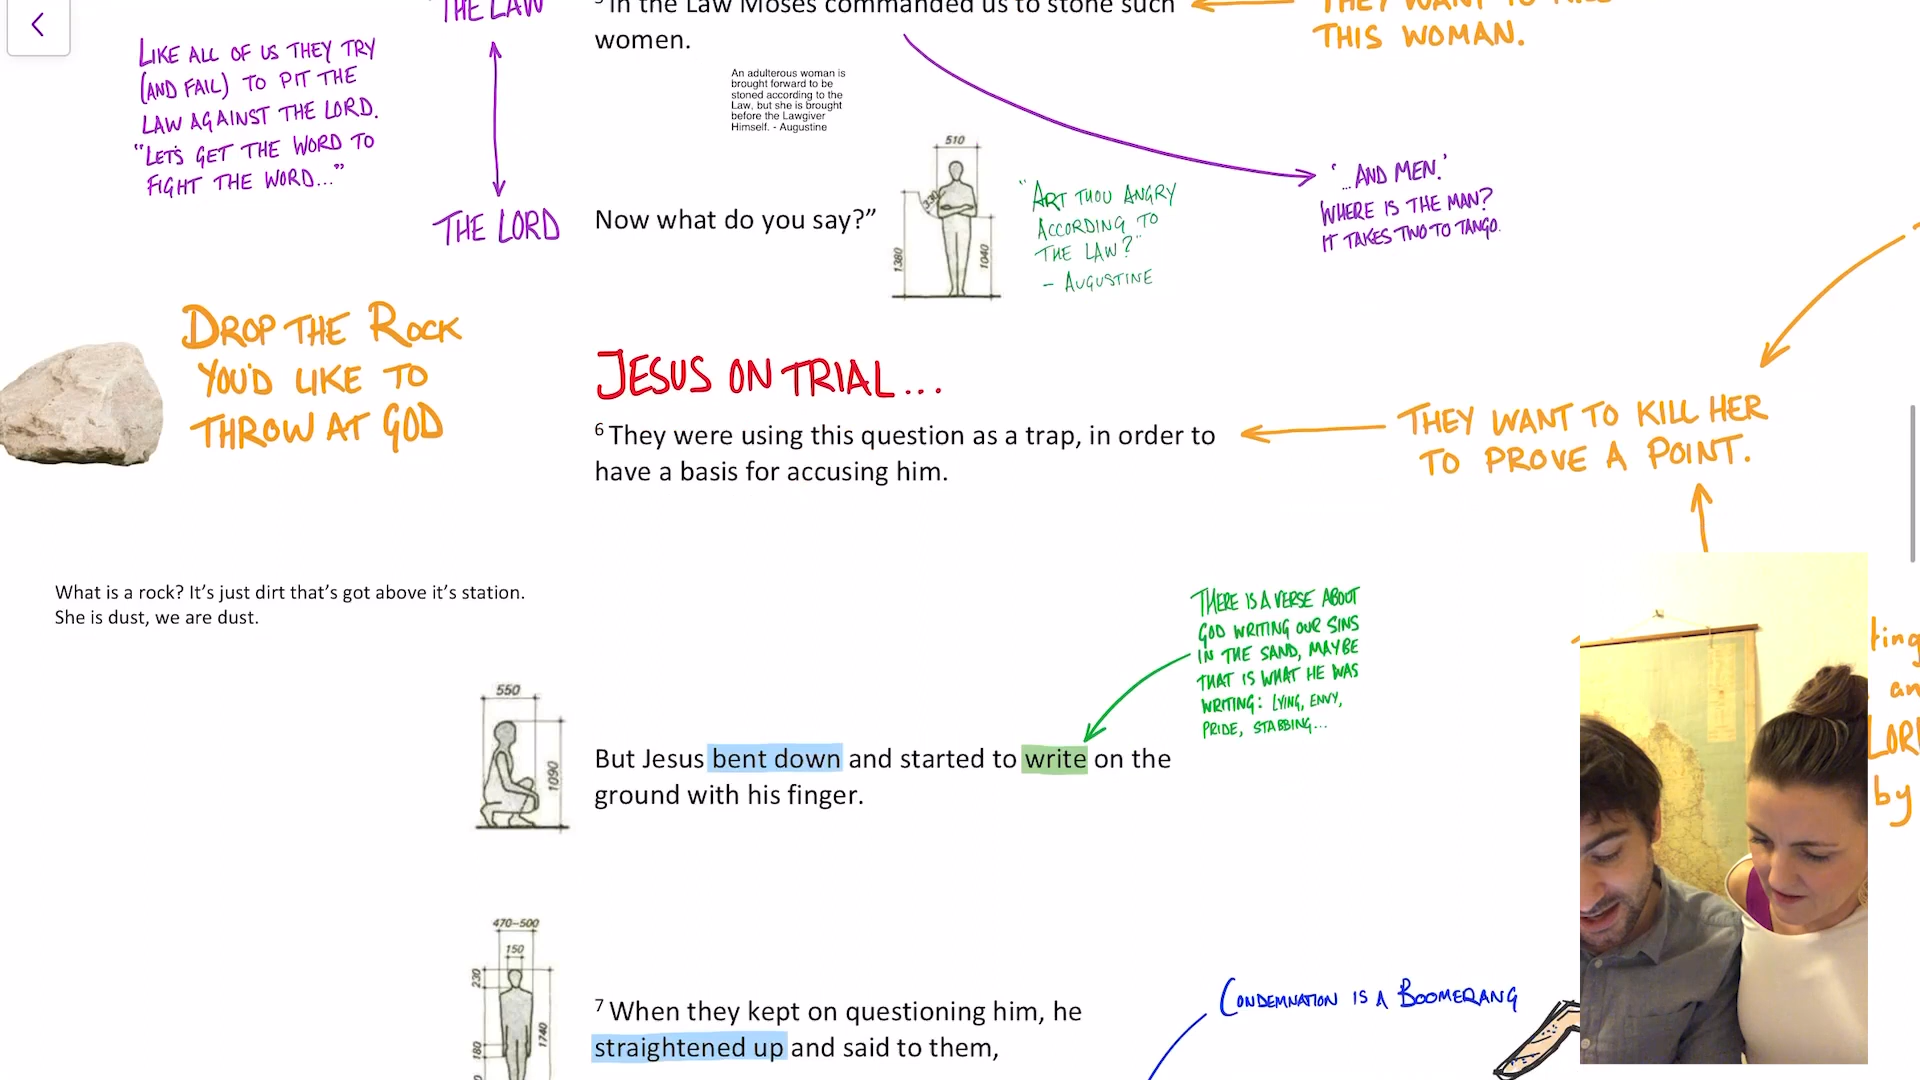 THE LAW
5 In the Law Moses commanded us to stone such
women.
THIS WOMAN.
LIKE ALL OF US THEY TRY
(AND FAIL) TO PIT THE
LAW AGAINST THE LORD.
"LET'S GET THE WORD TO
FIGHT THE WORD..."
THE LORD
An adulterous woman is
brought forward to be
stoned according to the
Law, but she is brought
before the Lawgiver
Himself. - Augustine
Now what do you say?”
510
330
1380
1040
"ART THOU ANGRY
ACCORDING TO
THE LAW?"
- AUGUSTINE
'...AND MEN.'
WHERE IS THE MAN?
IT TAKES TWO TO TANGO.
DROP THE ROCK
YOU'D LIKE TO
THROW AT GOD
JESUS ON TRIAL...
6 They were using this question as a trap, in order to
have a basis for accusing him.
THEY WANT TO KILL HER
TO PROVE A POINT.
What is a rock? It’s just dirt that’s got above it’s station.
She is dust, we are dust.
THERE IS A VERSE ABOUT
GOD WRITING OUR SINS
IN THE SAND, MAYBE
THAT IS WHAT HE WAS
WRITING: LYING, ENVY,
PRIDE, STABBING...
550
1090
But Jesus bent down and started to write on the
ground with his finger.
by
470-500
150
230
180
1740
7 When they kept on questioning him, he
straightened up and said to them,
CONDEMNATION IS A BOOMERANG